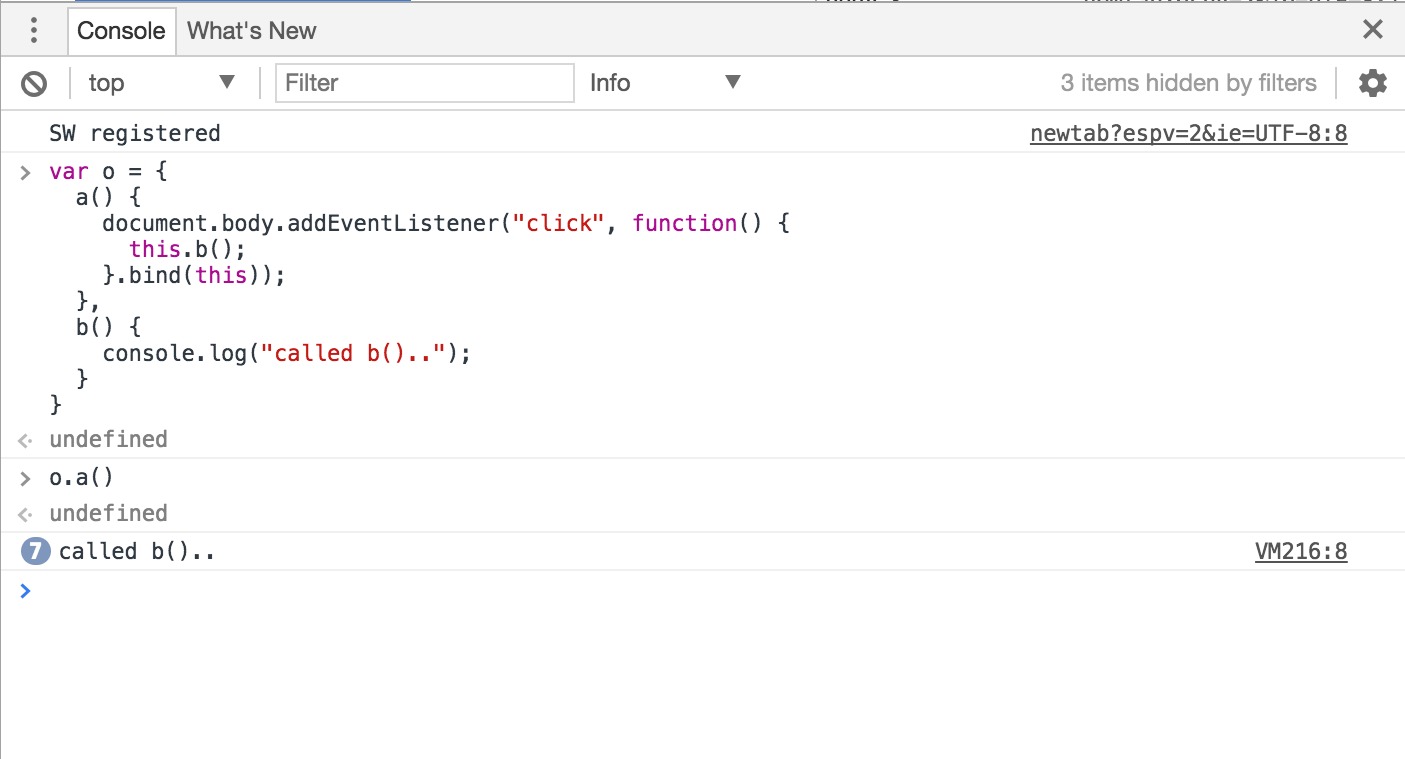 Console What's New
top Filter Info 3 items hidden by filters
SW registered newtab?espv=2&ie=UTF-8:8
var o = {
  a() {
    document.body.addEventListener("click", function() {
      this.b();
    }.bind(this));
  },
  b() {
    console.log("called b()..");
  }
}
undefined
o.a()
undefined
7 called b().. VM216:8